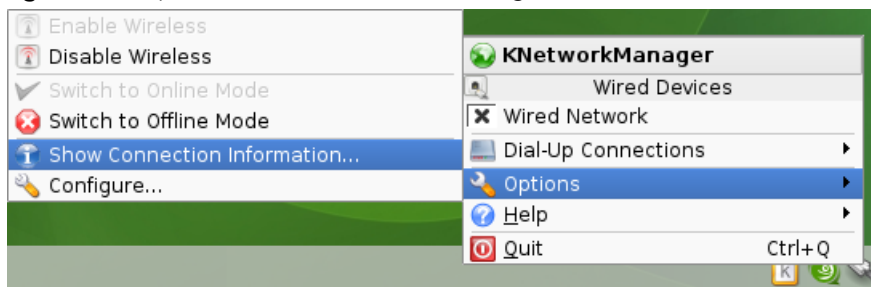 Enable Wireless
Disable Wireless
Switch to Online Mode
Switch to Offline Mode
Show Connection Information...
Configure...
KNetworkManager
Wired Devices
Wired Network
Dial-Up Connections
Options
Help
Quit Ctrl+Q
K